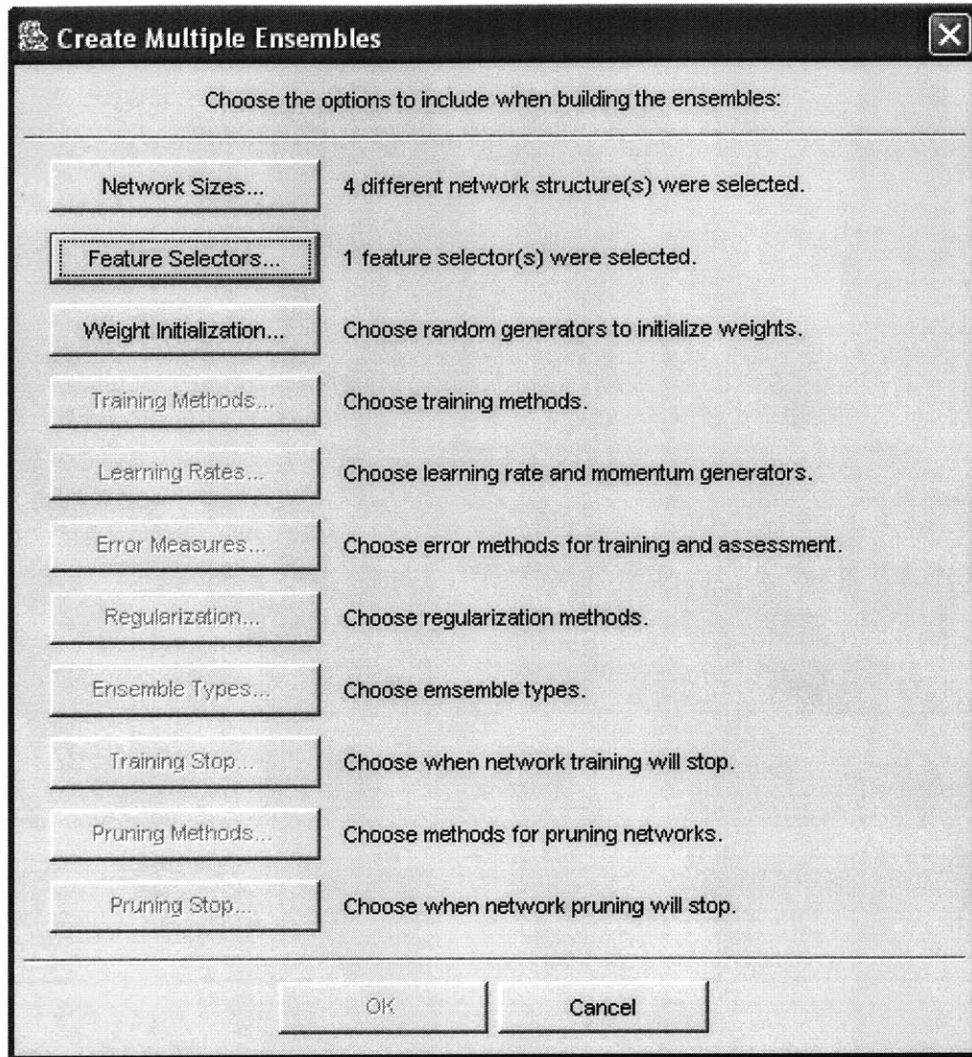 Create Multiple Ensembles
Choose the options to include when building the ensembles:
Network Sizes... 4 different network structure(s) were selected.
Feature Selectors... 1 feature selector(s) were selected.
Weight Initialization... Choose random generators to initialize weights.
Training Methods... Choose training methods.
Learning Rates... Choose learning rate and momentum generators.
Error Measures... Choose error methods for training and assessment.
Regularization... Choose regularization methods.
Ensemble Types... Choose emsemble types.
Training Stop... Choose when network training will stop.
Pruning Methods... Choose methods for pruning networks.
Pruning Stop... Choose when network pruning will stop.
OK Cancel